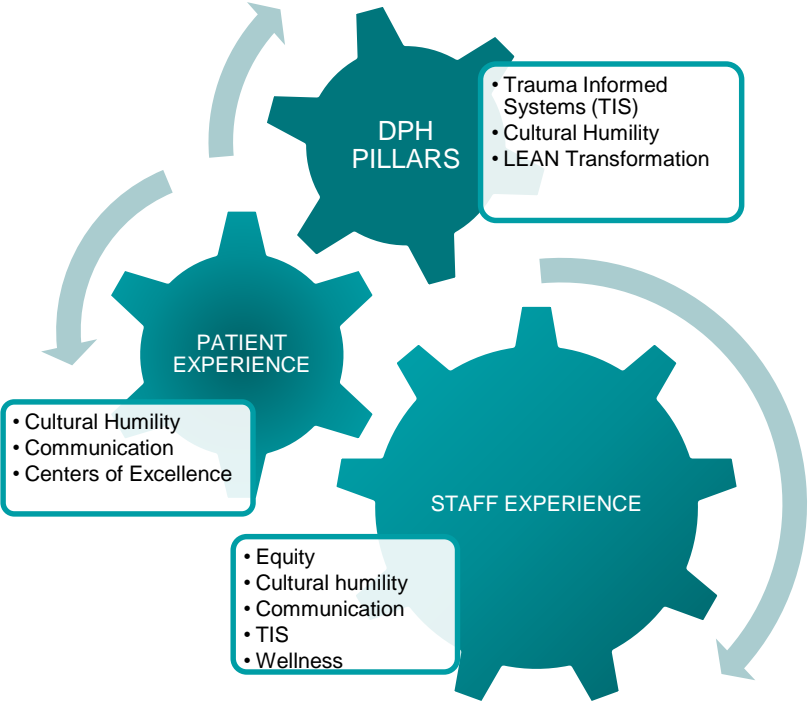 DPH
PILLARS
• Trauma Informed
Systems (TIS)
• Cultural Humility
• LEAN Transformation
PATIENT
EXPERIENCE
• Cultural Humility
• Communication
• Centers of Excellence
STAFF EXPERIENCE
• Equity
• Cultural humility
• Communication
• TIS
• Wellness